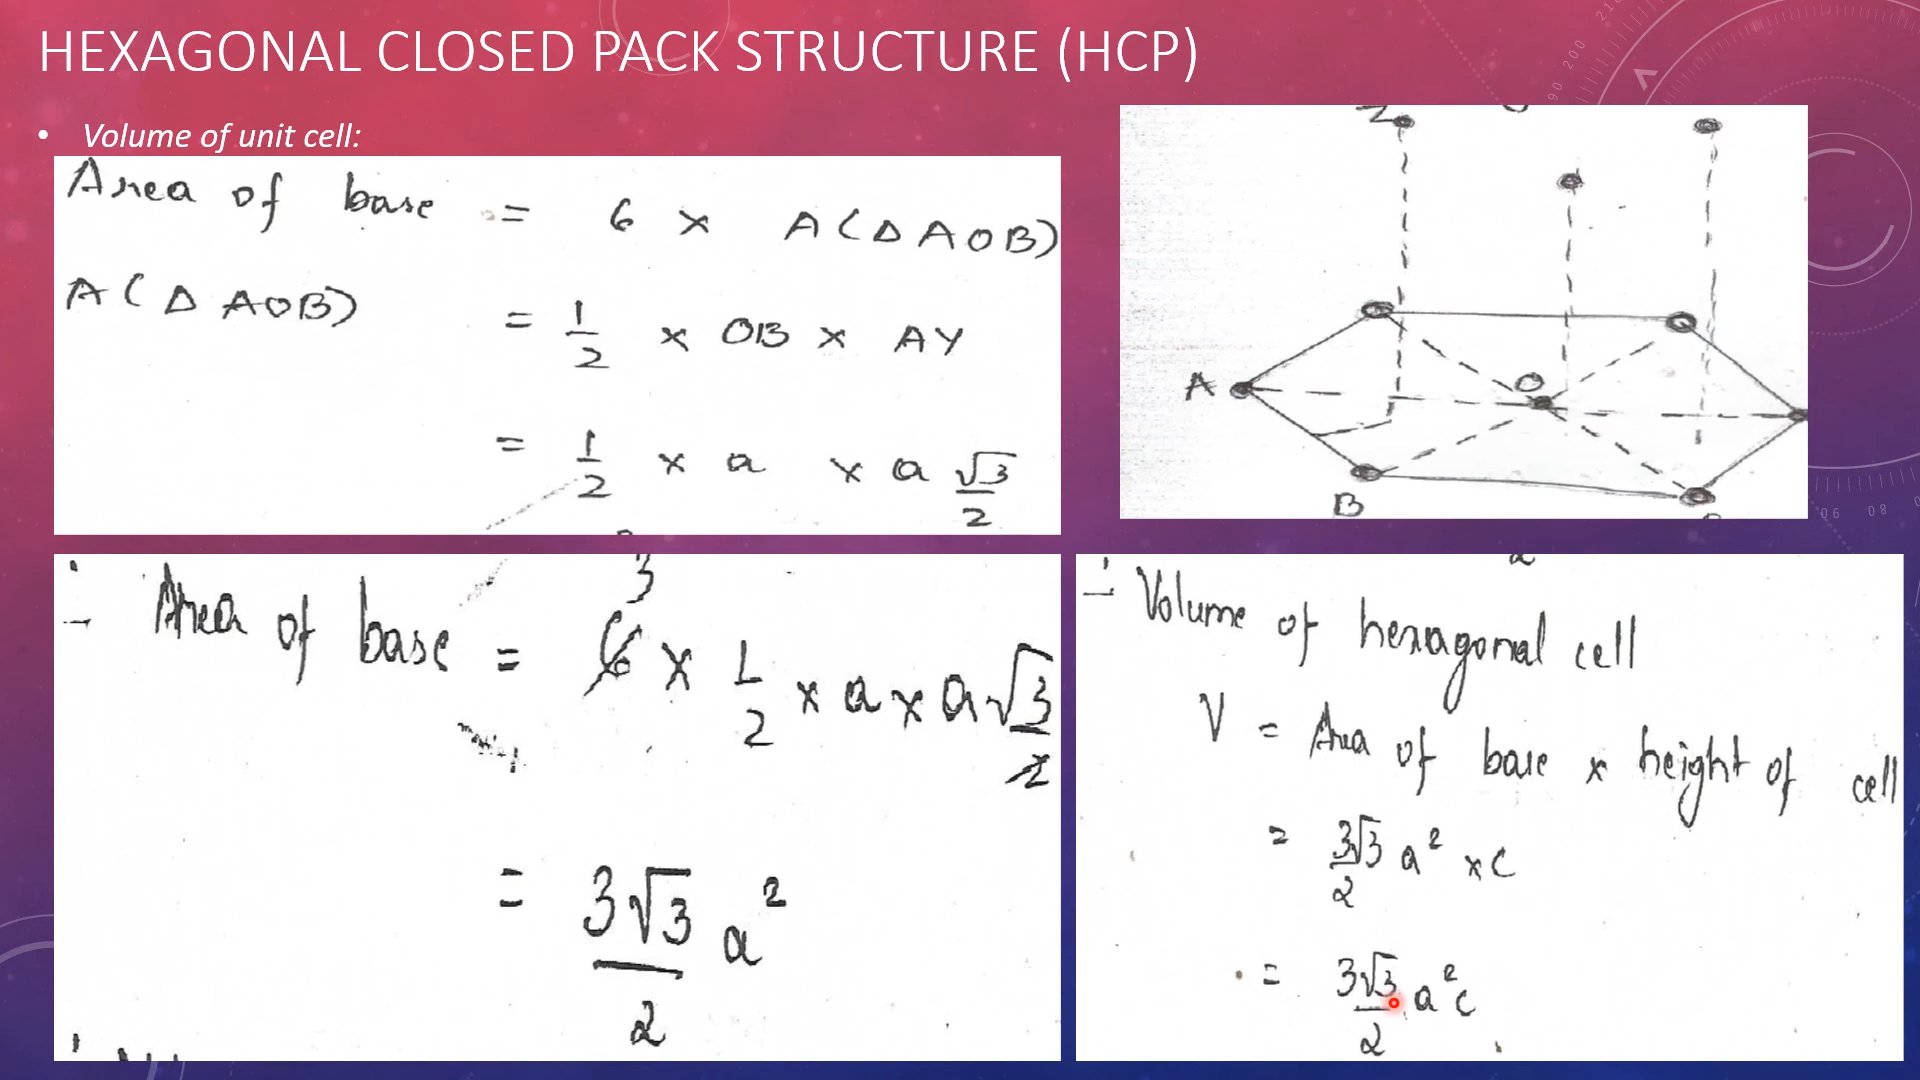 HEXAGONAL CLOSED PACK STRUCTURE (HCP)
• Volume of unit cell:
Area of base = 6 × A(Δ AOB)
A(Δ AOB) = 1/2 × OB × AY
= 1/2 × a × a √3/2
A
O
B
∴ Area of base = 6 3 × 1/2 × a × a √3/2
= 3√3/2 a²
∴ Volume of hexagonal cell
V = Area of base × height of cell
= 3√3/2 a² × c
= 3√3/2 a²c